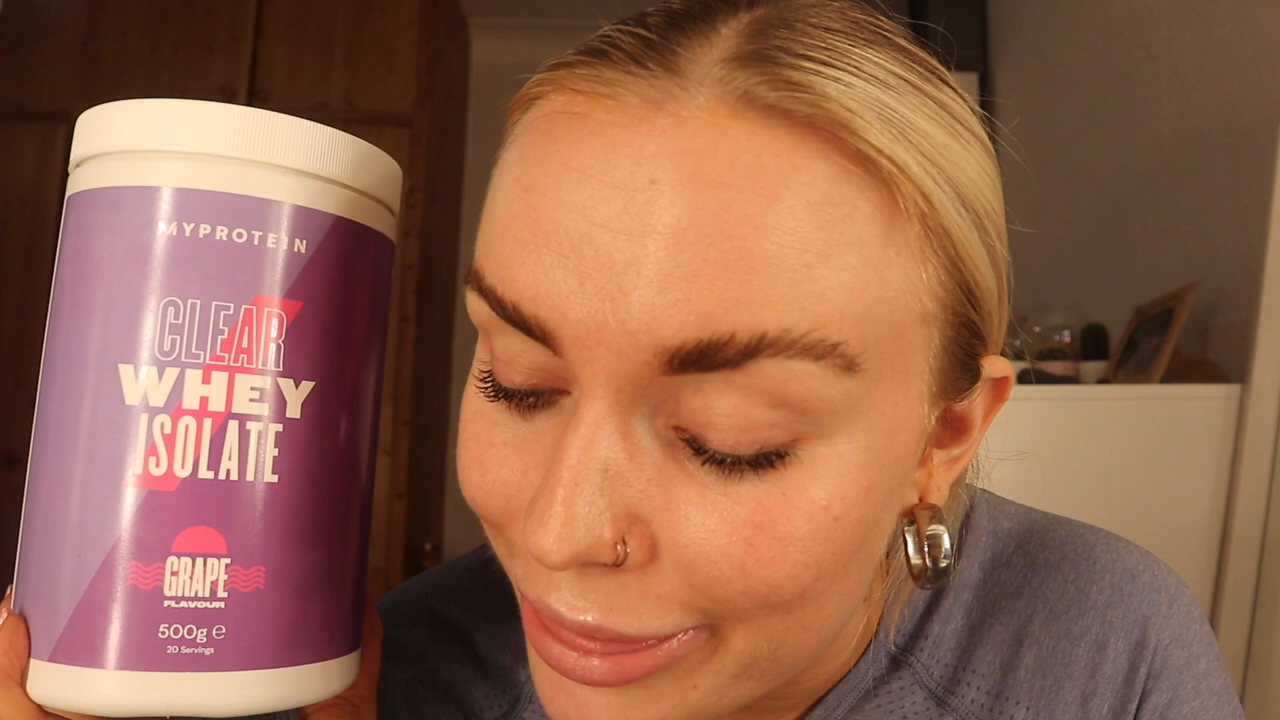 MYPROTEIN
CLEAR
WHEY
ISOLATE
GRAPE
FLAVOUR
500g ℮
20 Servings